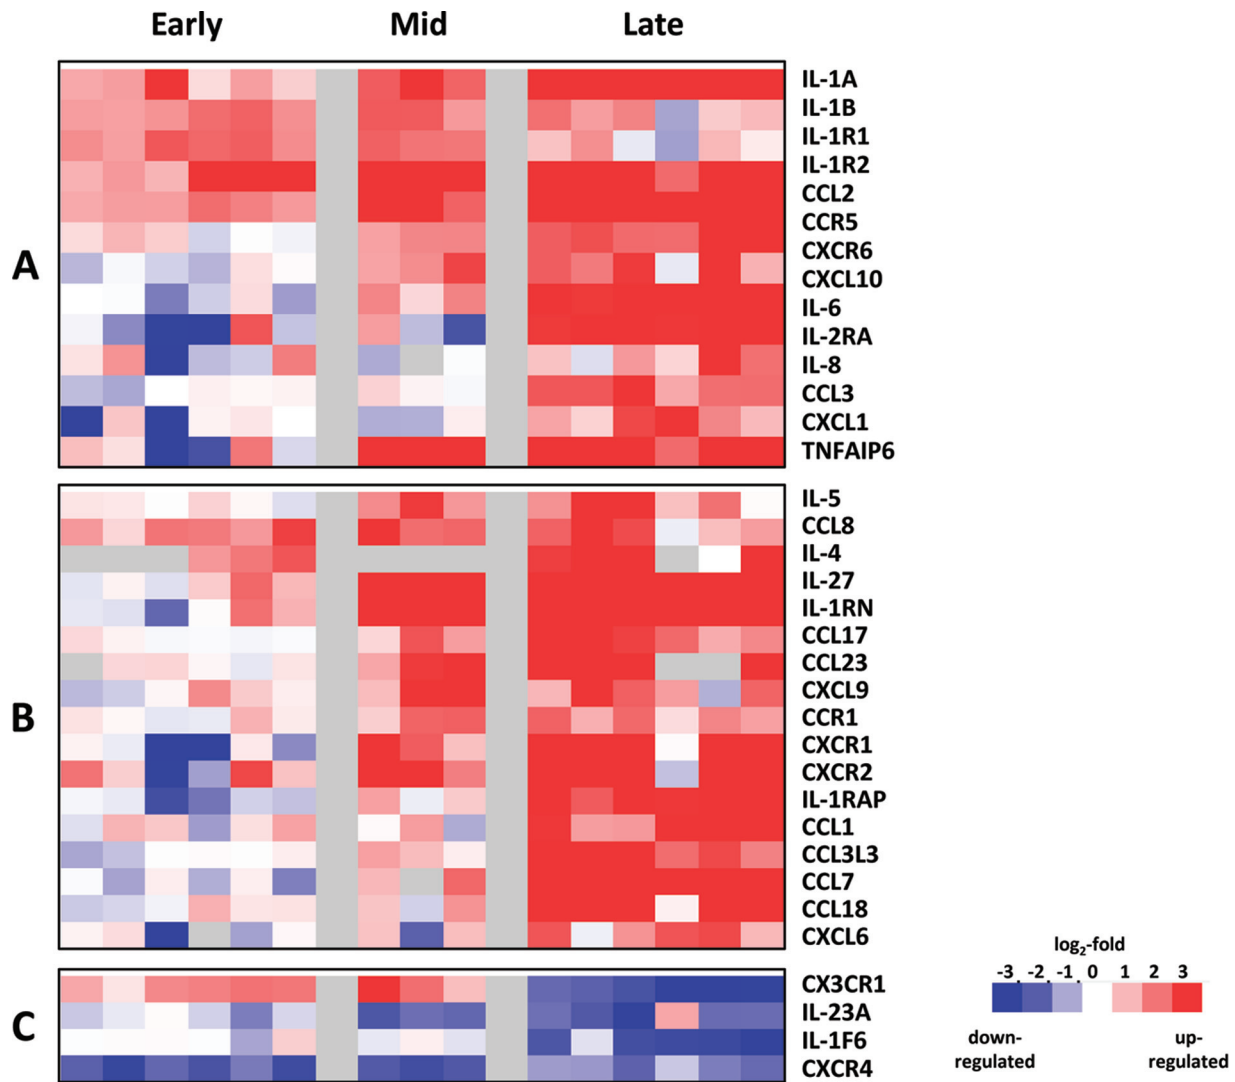 Early Mid Late
A
IL-1A
IL-1B
IL-1R1
IL-1R2
CCL2
CCR5
CXCR6
CXCL10
IL-6
IL-2RA
IL-8
CCL3
CXCL1
TNFAIP6
B
IL-5
CCL8
IL-4
IL-27
IL-1RN
CCL17
CCL23
CXCL9
CCR1
CXCR1
CXCR2
IL-1RAP
CCL1
CCL3L3
CCL7
CCL18
CXCL6
C
CX3CR1
IL-23A
IL-1F6
CXCR4
log₂-fold
-3 -2 -1 0 1 2 3
down-regulated
up-regulated